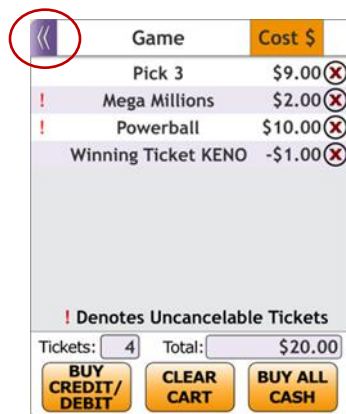 « Game Cost $
Pick 3 $9.00 X
! Mega Millions $2.00 X
! Powerball $10.00 X
Winning Ticket KENO -$1.00 X
! Denotes Uncancelable Tickets
Tickets: 4 Total: $20.00
BUY CREDIT/ DEBIT
CLEAR CART
BUY ALL CASH